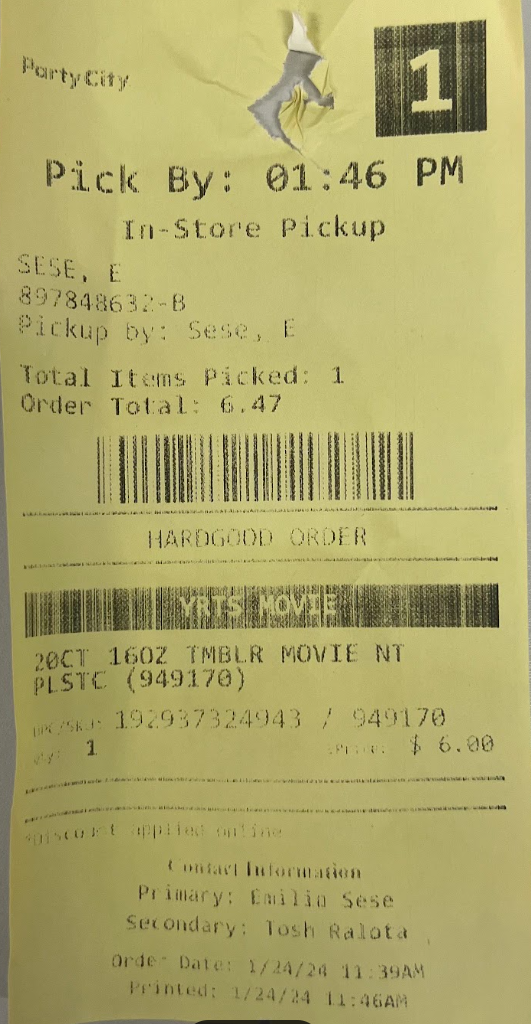 Party City
1
Pick By: 01:46 PM
In-Store Pickup
SESE, E
897848632-B
Pickup by: Sese, E
Total Items Picked: 1
Order Total: 6.47
HARDGOOD ORDER
YRTS MOVIE
20CT 16OZ TMBLR MOVIE NT
PLSTC (949170)
UPC/SKU: 192937324943 / 949170
Qty: 1
Price: $ 6.00
*Discount applied online
Contact Information
Primary: Emilio Sese
Secondary: Tosh Ralota
Order Date: 1/24/24 11:39AM
Printed: 1/24/24 11:46AM